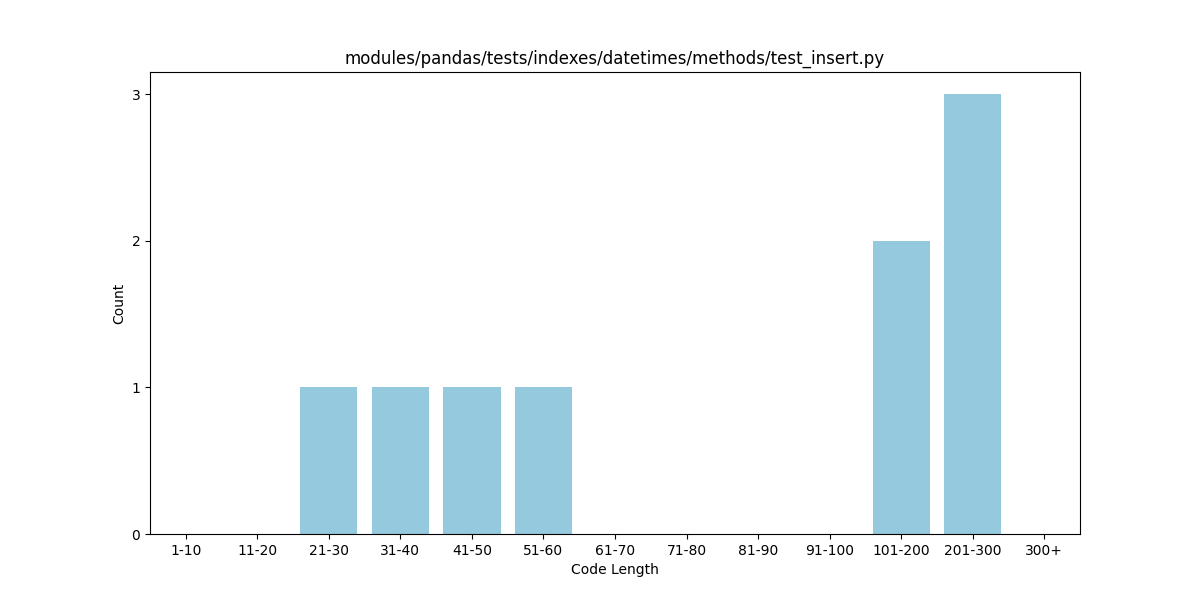 modules/pandas/tests/indexes/datetimes/methods/test_insert.py
3
2
1
0
Count
1-10 11-20 21-30 31-40 41-50 51-60 61-70 71-80 81-90 91-100 101-200 201-300 300+
Code Length